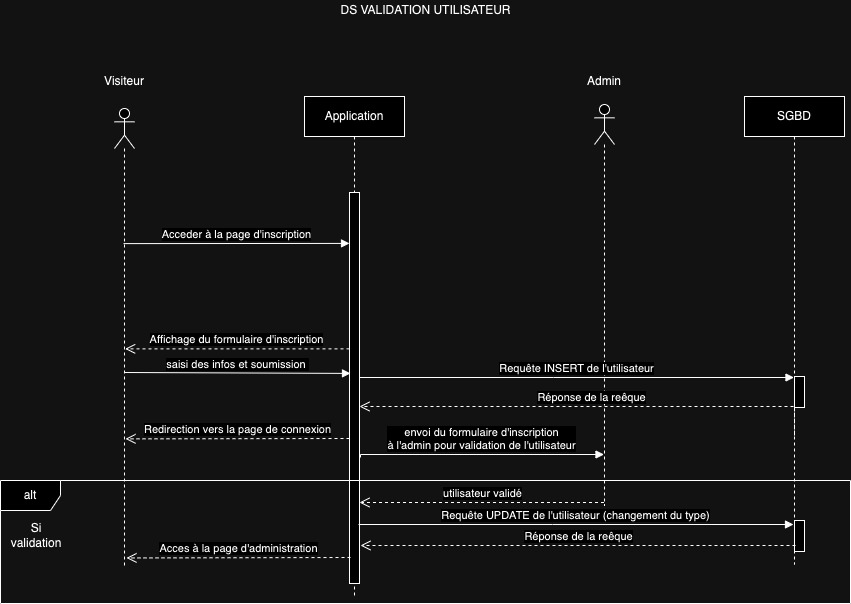 DS VALIDATION UTILISATEUR
Visiteur
Application
Admin
SGBD
Acceder à la page d'inscription
Affichage du formulaire d'inscription
saisi des infos et soumission
Requête INSERT de l'utilisateur
Réponse de la reêque
Redirection vers la page de connexion
envoi du formulaire d'inscription
à l'admin pour validation de l'utilisateur
alt
utilisateur validé
Requête UPDATE de l'utilisateur (changement du type)
Si
validation
Réponse de la reêque
Acces à la page d'administration